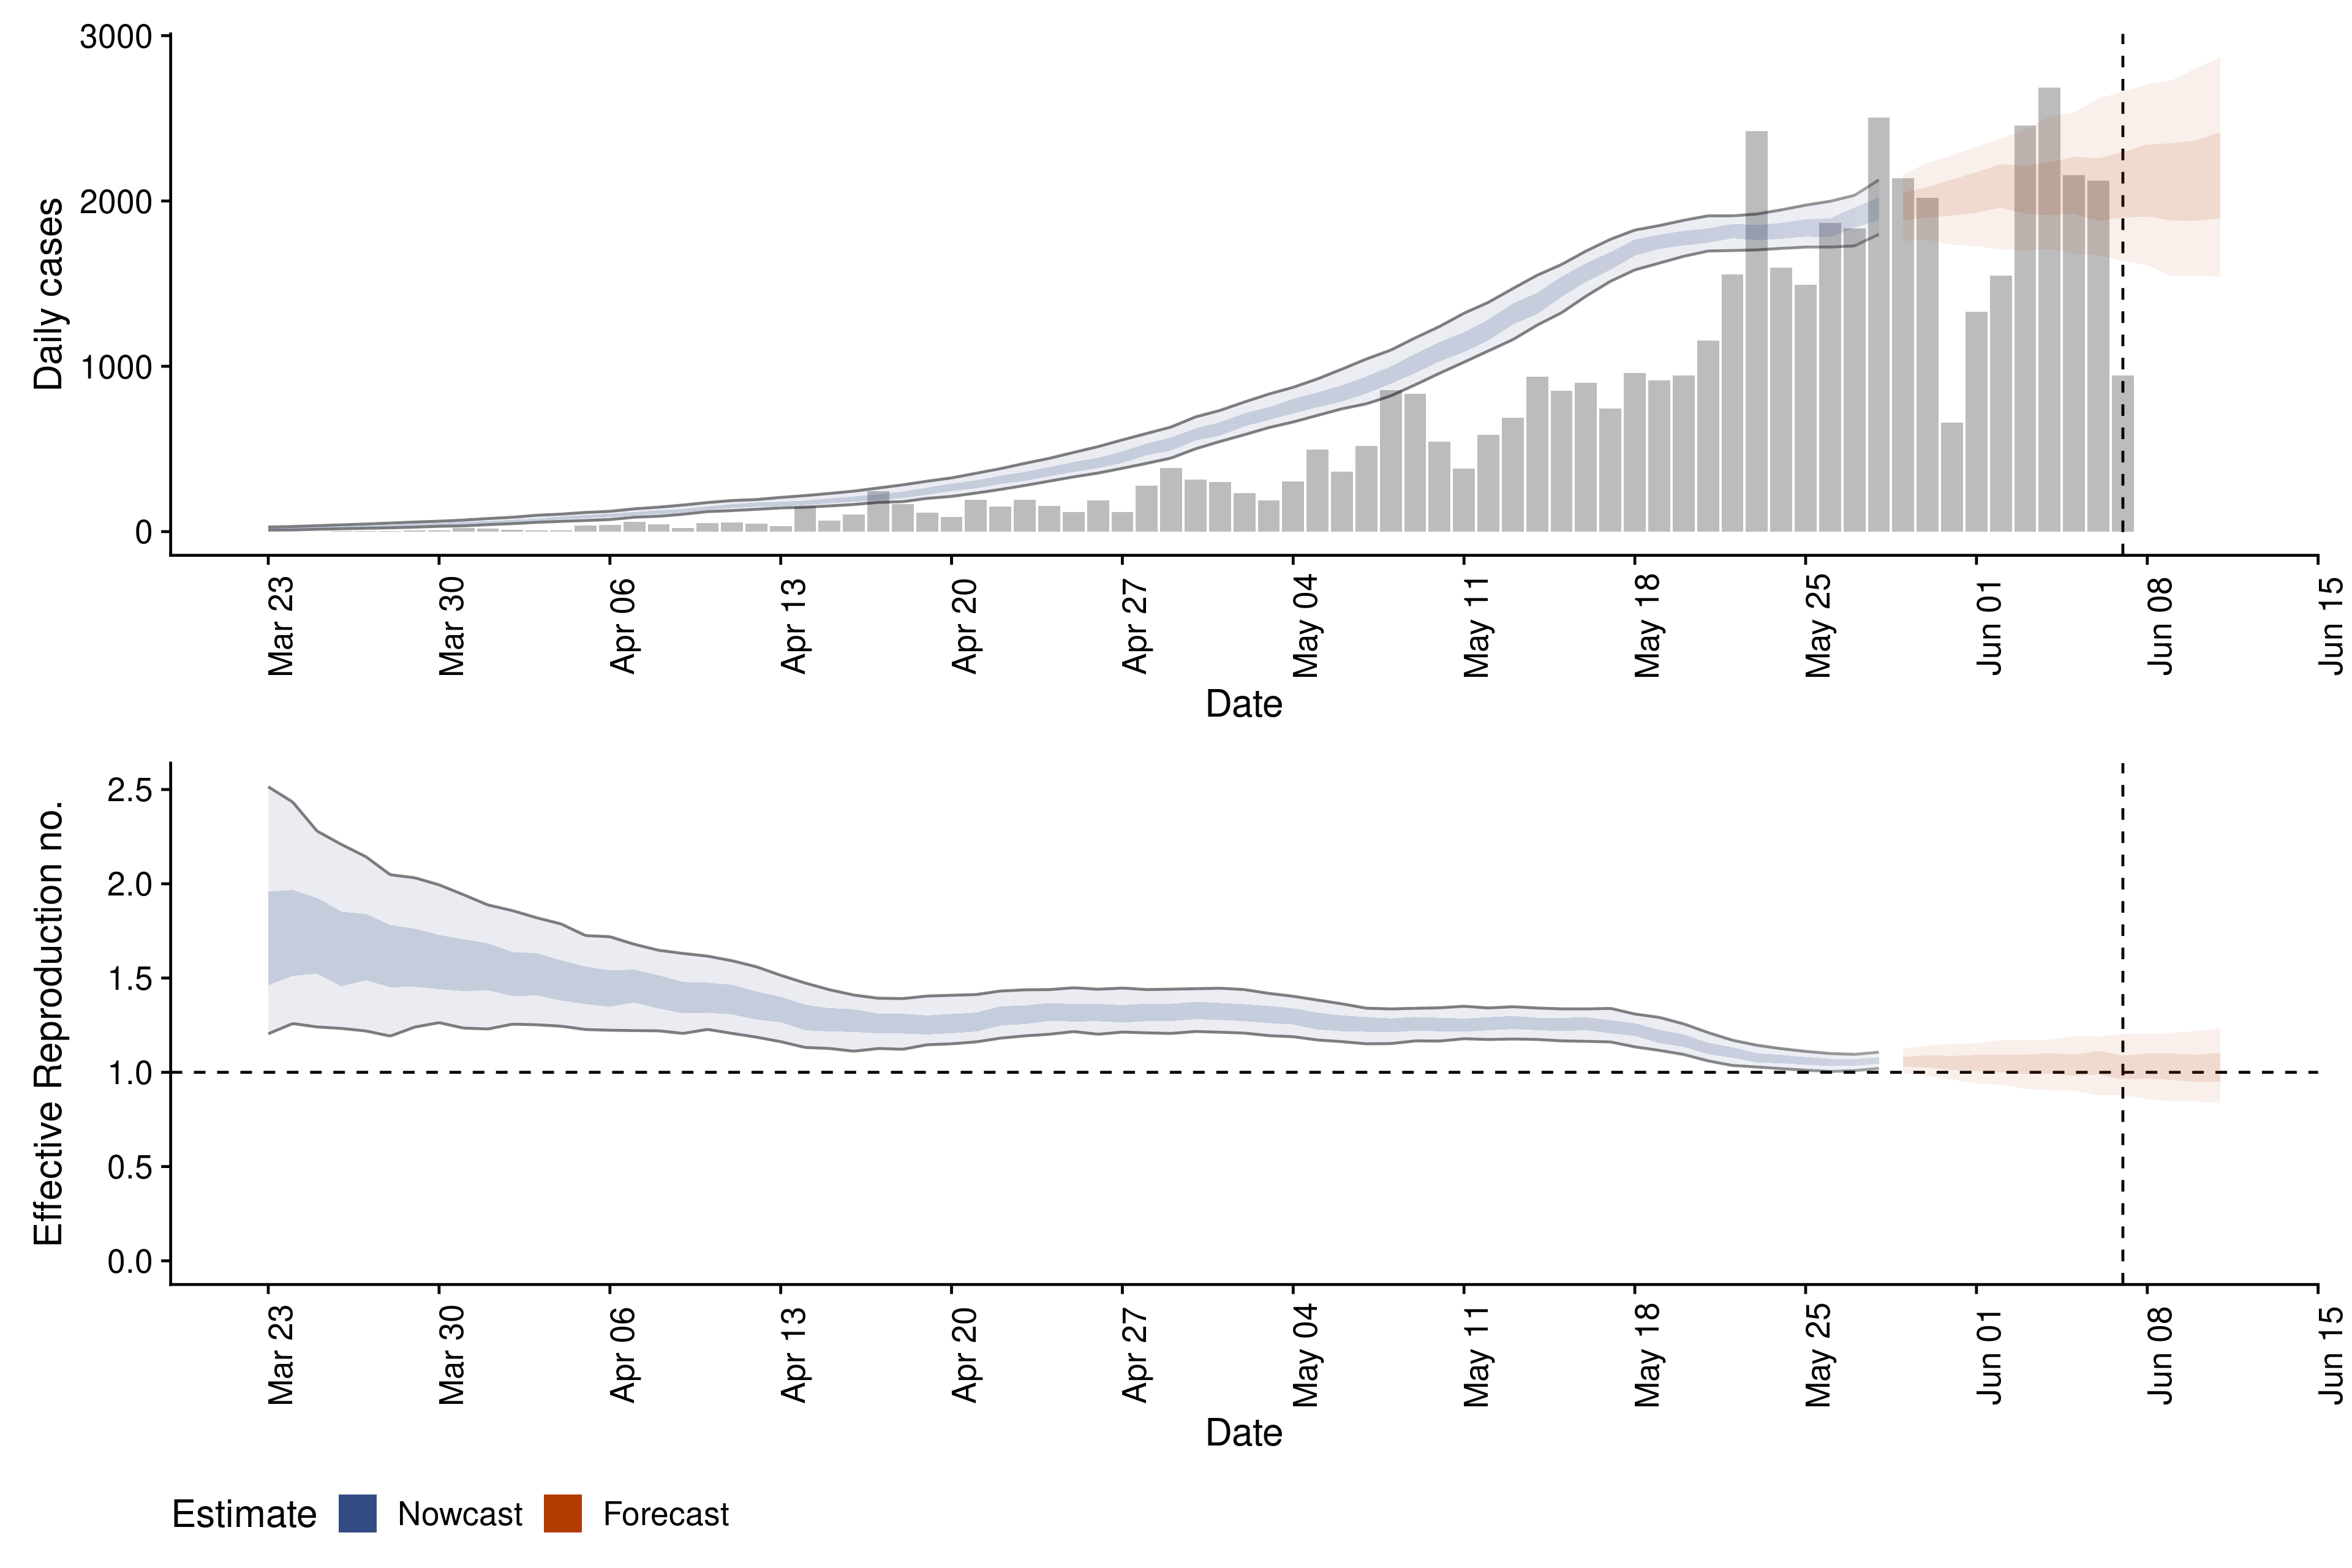 3000
2000
1000
0
Daily cases
Mar 23
Mar 30
Apr 06
Apr 13
Apr 20
Apr 27
May 04
May 11
May 18
May 25
Jun 01
Jun 08
Jun 15
Date
2.5
2.0
1.5
1.0
0.5
0.0
Effective Reproduction no.
Mar 23
Mar 30
Apr 06
Apr 13
Apr 20
Apr 27
May 04
May 11
May 18
May 25
Jun 01
Jun 08
Jun 15
Date
Estimate Nowcast Forecast